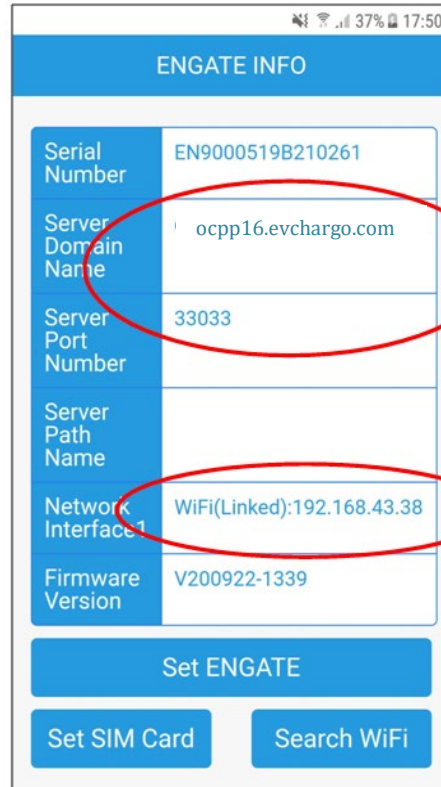 37% 17:50
ENGATE INFO
Serial
Number
EN9000519B210261
Server
Domain
Name
ocpp16.evchargo.com
Server
Port
Number
33033
Server
Path
Name
Network
Interface1
WiFi(Linked):192.168.43.38
Firmware
Version
V200922-1339
Set ENGATE
Set SIM Card
Search WiFi